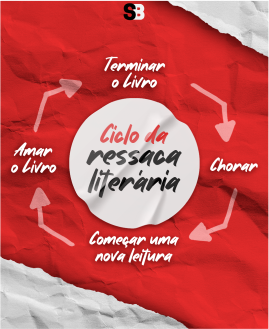 SB
Terminar
o Livro
Ciclo da
ressaca
literária
Amar
o Livro
Chorar
Começar uma
nova leitura